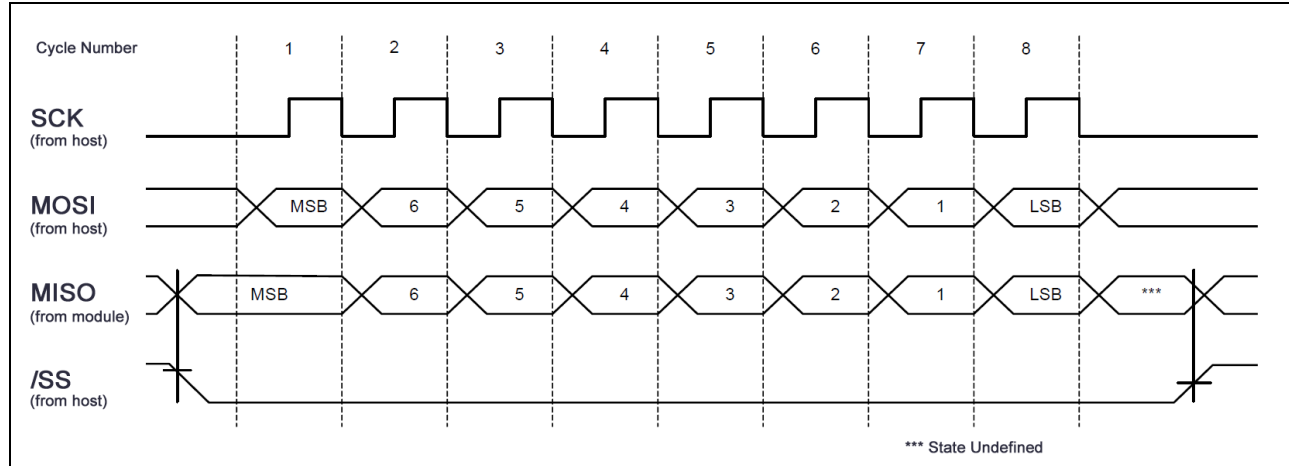 Cycle Number 1 2 3 4 5 6 7 8
SCK
(from host)
MOSI MSB 6 5 4 3 2 1 LSB
(from host)
MISO MSB 6 5 4 3 2 1 LSB ***
(from module)
/SS
(from host)
*** State Undefined